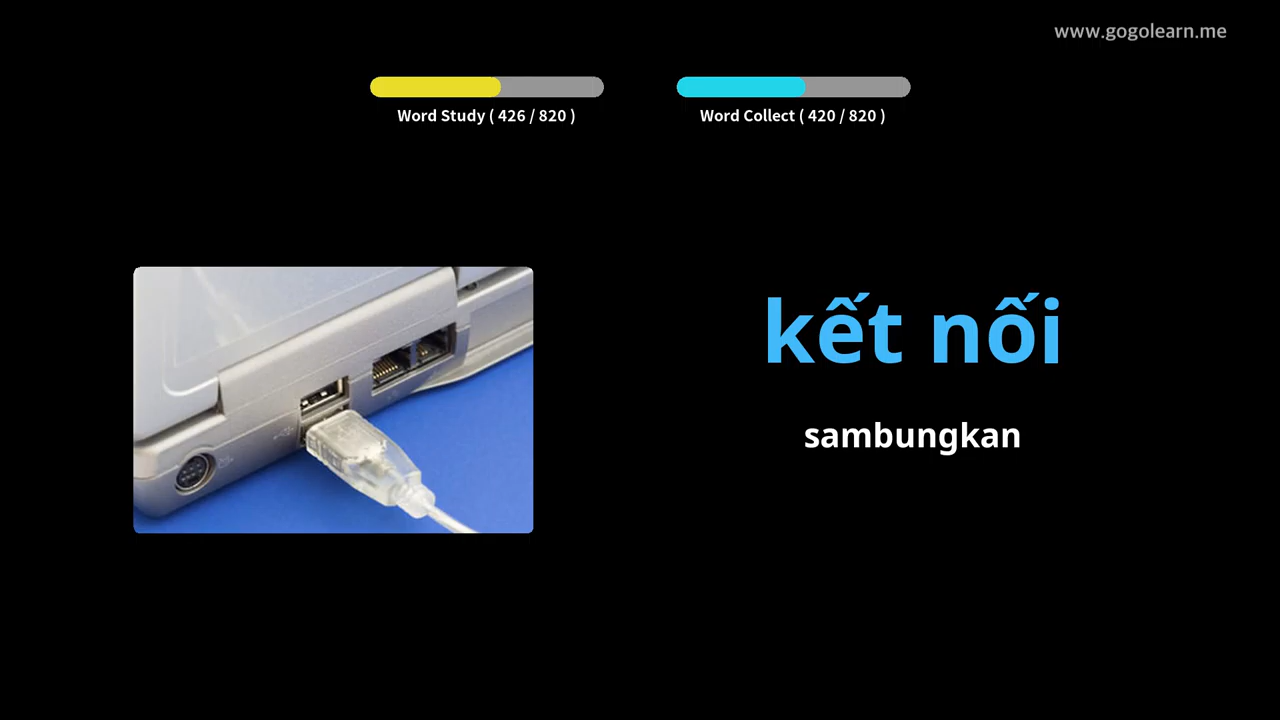 www.gogolearn.me
Word Study ( 426 / 820 )
Word Collect ( 420 / 820 )
kết nối
sambungkan